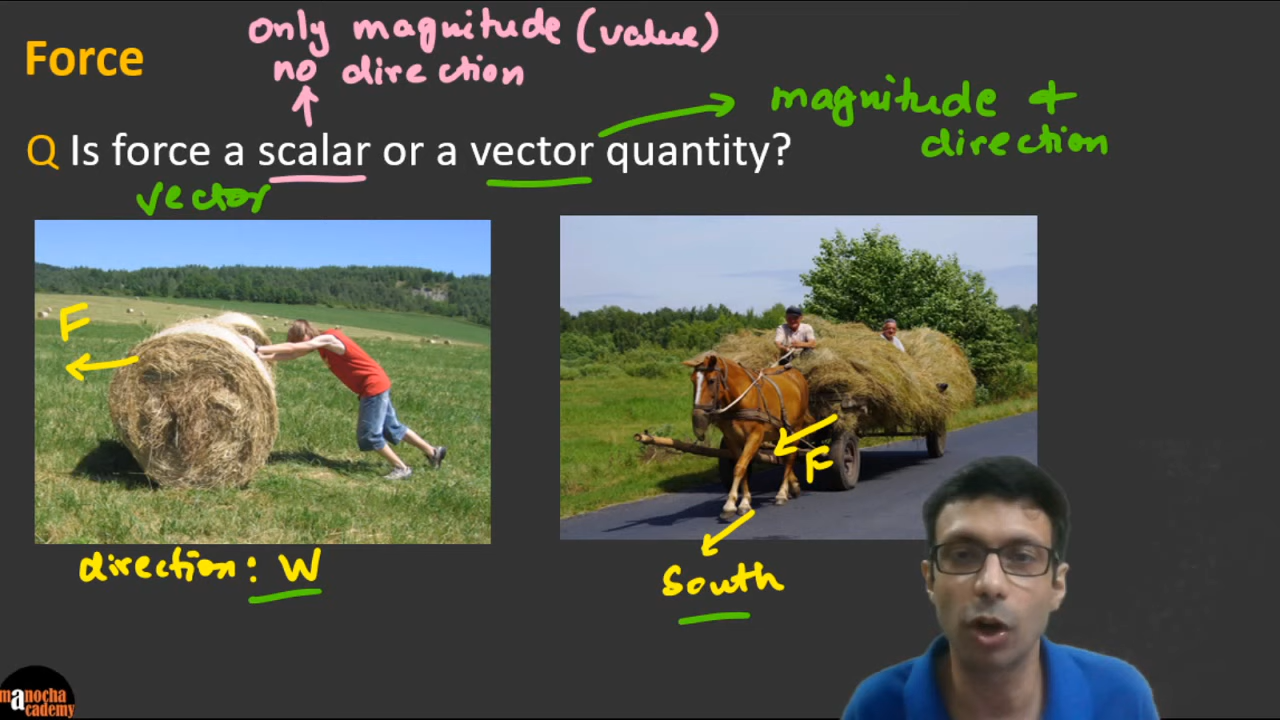 only magnitude (value)
Force
no direction
magnitude +
direction
Q Is force a scalar or a vector quantity?
vector
F
F
direction: W
South
manocha
academy